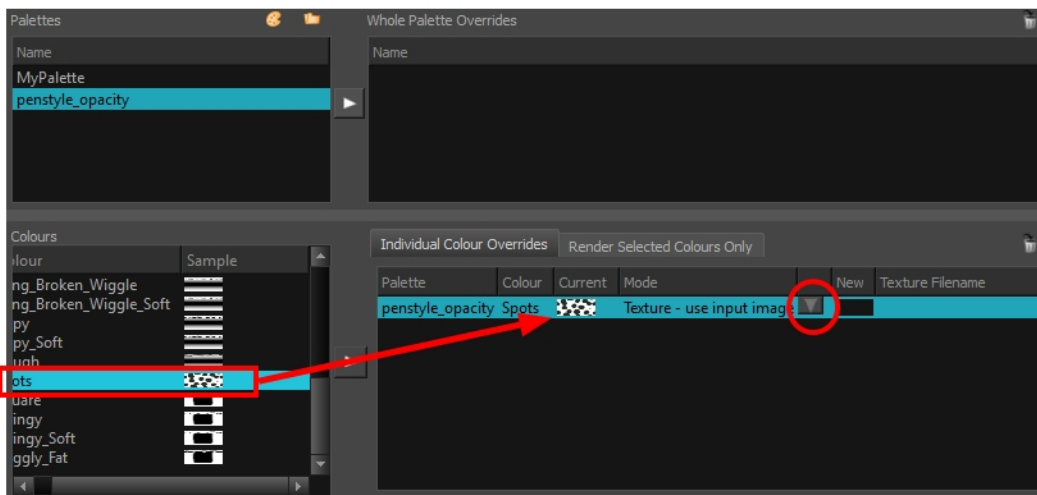 Palettes
Whole Palette Overrides
Name
Name
MyPalette
penstyle_opacity
Colours
Individual Colour Overrides
Render Selected Colours Only
olour
Sample
ng_Broken_Wiggle
ng_Broken_Wiggle_Soft
py
py_Soft
ugh
ots
uare
ingy
ingy_Soft
ggly_Fat
Palette Colour Current Mode New Texture Filename
penstyle_opacity Spots Texture - use input image